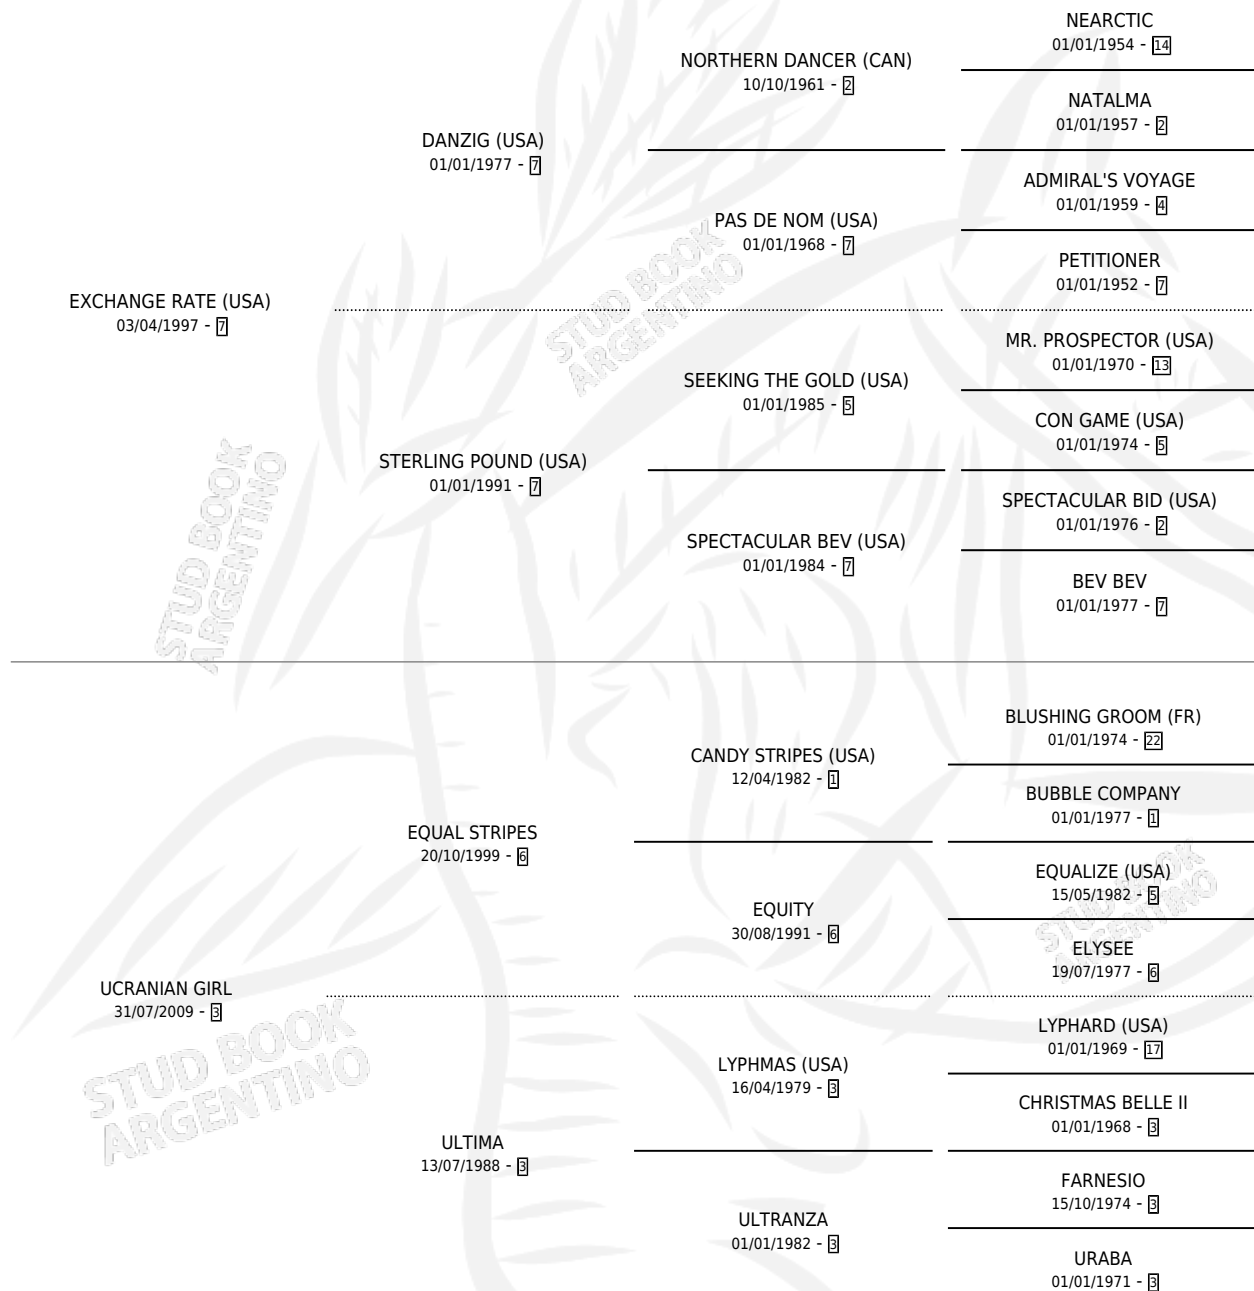 NEARCTIC
01/01/1954 - 14
NORTHERN DANCER (CAN)
10/10/1961 - 2
NATALMA
01/01/1957 - 2
DANZIG (USA)
01/01/1977 - 7
ADMIRAL'S VOYAGE
01/01/1959 - 4
PAS DE NOM (USA)
01/01/1968 - 7
PETITIONER
01/01/1952 - 7
EXCHANGE RATE (USA)
03/04/1997 - 7
STUD BOOK
ARGENTINO
MR. PROSPECTOR (USA)
01/01/1970 - 13
SEEKING THE GOLD (USA)
01/01/1985 - 5
CON GAME (USA)
01/01/1974 - 5
STERLING POUND (USA)
01/01/1991 - 7
SPECTACULAR BID (USA)
01/01/1976 - 2
SPECTACULAR BEV (USA)
01/01/1984 - 7
BEV BEV
01/01/1977 - 7
STUD BOOK
ARGENTINO
BLUSHING GROOM (FR)
01/01/1974 - 22
CANDY STRIPES (USA)
12/04/1982 - 1
BUBBLE COMPANY
01/01/1977 - 1
EQUAL STRIPES
20/10/1999 - 6
EQUALIZE (USA)
15/05/1982 - 5
EQUITY
30/08/1991 - 6
ELYSEE
19/07/1977 - 6
STUD BOOK
ARGENTINO
UCRANIAN GIRL
31/07/2009 - 3
LYPHARD (USA)
01/01/1969 - 17
LYPHMAS (USA)
16/04/1979 - 3
CHRISTMAS BELLE II
01/01/1968 - 3
STUD BOOK
ARGENTINO
ULTIMA
13/07/1988 - 3
FARNESIO
15/10/1974 - 3
ULTRANZA
01/01/1982 - 3
URABA
01/01/1971 - 3